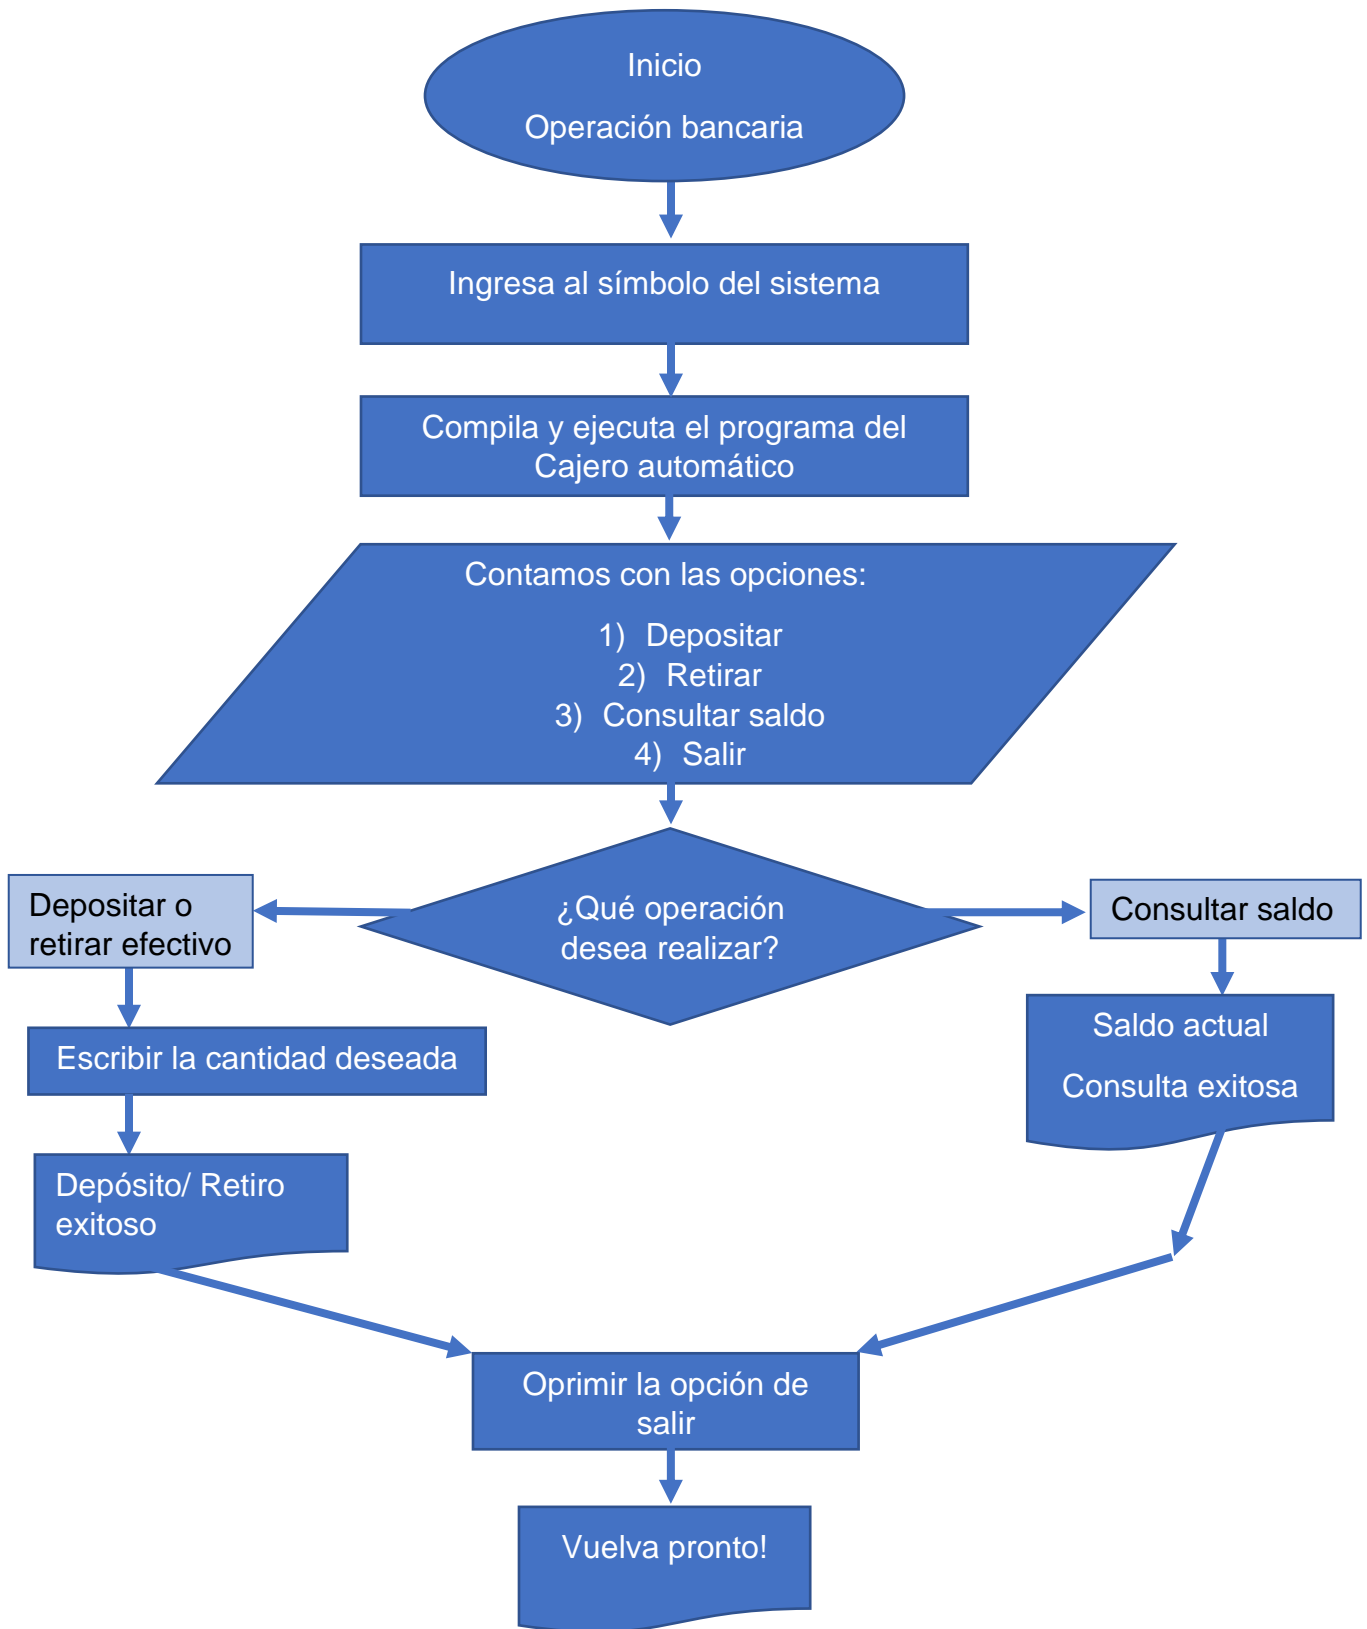 Inicio
Operación bancaria
Ingresa al símbolo del sistema
Compila y ejecuta el programa del
Cajero automático
Contamos con las opciones:
1) Depositar
2) Retirar
3) Consultar saldo
4) Salir
¿Qué operación
desea realizar?
Depositar o
retirar efectivo
Escribir la cantidad deseada
Depósito/ Retiro
exitoso
Consultar saldo
Saldo actual
Consulta exitosa
Oprimir la opción de
salir
Vuelva pronto!